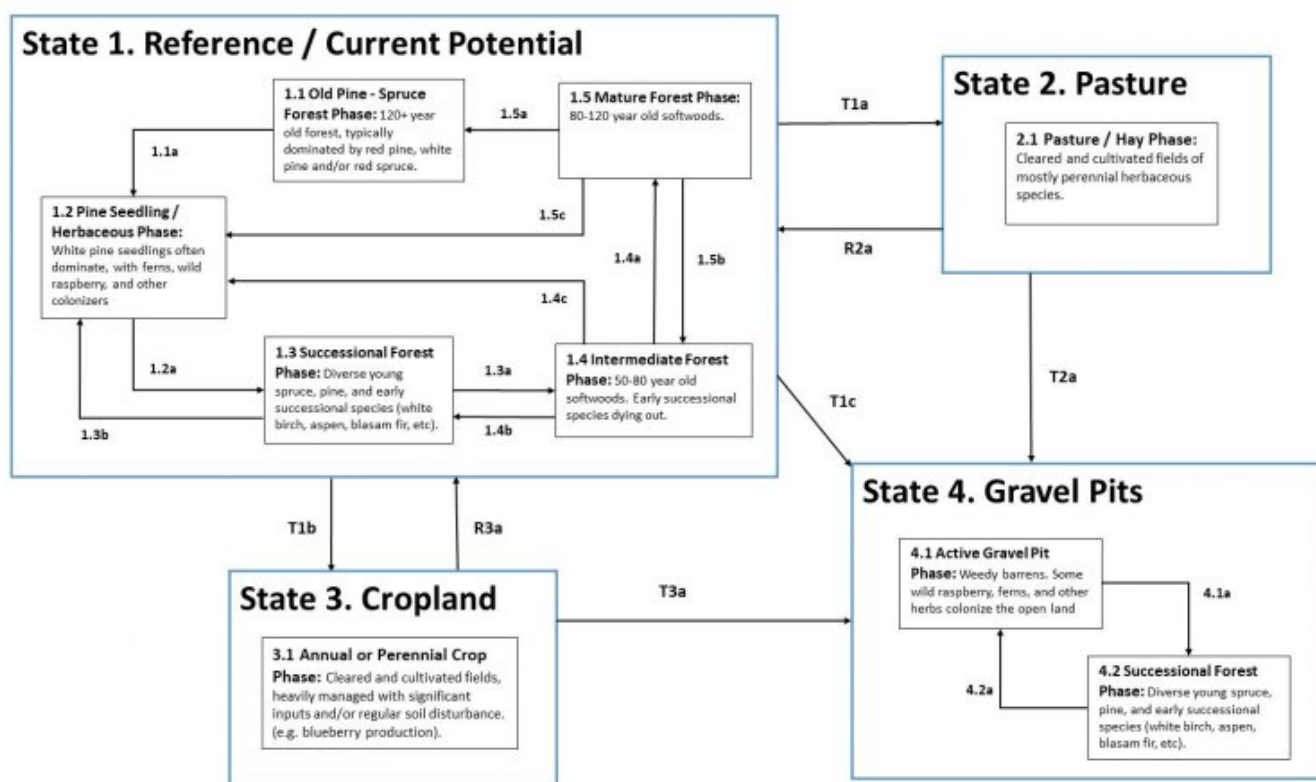 State 1. Reference / Current Potential
1.1 Old Pine - Spruce
Forest Phase: 120+ year
old forest, typically
dominated by red pine, white
pine and/or red spruce.
1.5a
1.5 Mature Forest Phase:
80-120 year old softwoods.
1.1a
1.2 Pine Seedling /
Herbaceous Phase:
White pine seedlings often
dominate, with ferns, wild
raspberry, and other
colonizers
1.5c
1.4a
1.5b
1.4c
1.2a
1.3 Successional Forest
Phase: Diverse young
spruce, pine, and early
successional species (white
birch, aspen, blasam fir, etc).
1.3a
1.4 Intermediate Forest
Phase: 50-80 year old
softwoods. Early successional
species dying out.
1.3b
1.4b
T1a
State 2. Pasture
2.1 Pasture / Hay Phase:
Cleared and cultivated fields of
mostly perennial herbaceous
species.
R2a
T1c
T2a
T1b
R3a
State 3. Cropland
3.1 Annual or Perennial Crop
Phase: Cleared and cultivated fields,
heavily managed with significant
inputs and/or regular soil disturbance.
(e.g. blueberry production).
T3a
State 4. Gravel Pits
4.1 Active Gravel Pit
Phase: Weedy barrens. Some
wild raspberry, ferns, and other
herbs colonize the open land
4.1a
4.2a
4.2 Successional Forest
Phase: Diverse young spruce,
pine, and early successional
species (white birch, aspen,
blasam fir, etc).